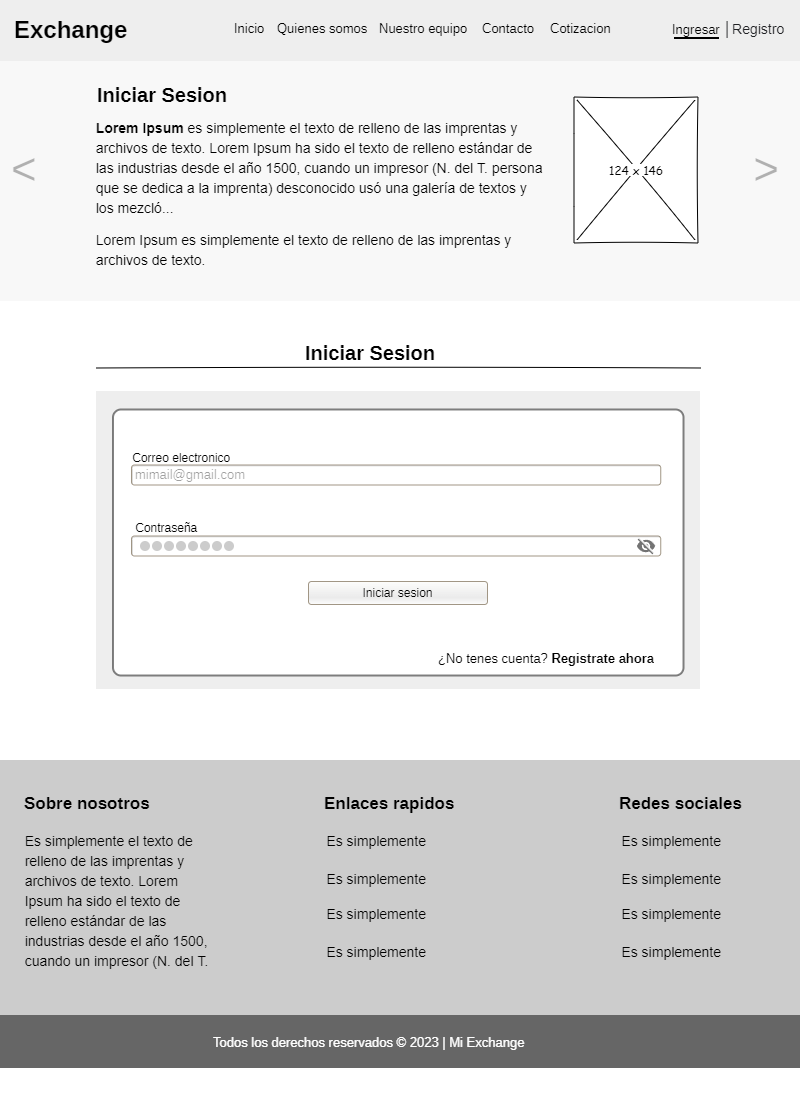 Exchange
Inicio Quienes somos Nuestro equipo Contacto Cotizacion
Ingresar | Registro
Iniciar Sesion
Lorem Ipsum es simplemente el texto de relleno de las imprentas y
archivos de texto. Lorem Ipsum ha sido el texto de relleno estándar de
las industrias desde el año 1500, cuando un impresor (N. del T. persona
que se dedica a la imprenta) desconocido usó una galería de textos y
los mezcló...
Lorem Ipsum es simplemente el texto de relleno de las imprentas y
archivos de texto.
<
124 x 146
>
Iniciar Sesion
Correo electronico
mimail@gmail.com
Contraseña
Iniciar sesion
¿No tenes cuenta? Registrate ahora
Sobre nosotros
Es simplemente el texto de
relleno de las imprentas y
archivos de texto. Lorem
Ipsum ha sido el texto de
relleno estándar de las
industrias desde el año 1500,
cuando un impresor (N. del T.
Enlaces rapidos
Es simplemente
Es simplemente
Es simplemente
Es simplemente
Redes sociales
Es simplemente
Es simplemente
Es simplemente
Es simplemente
Todos los derechos reservados © 2023 | Mi Exchange